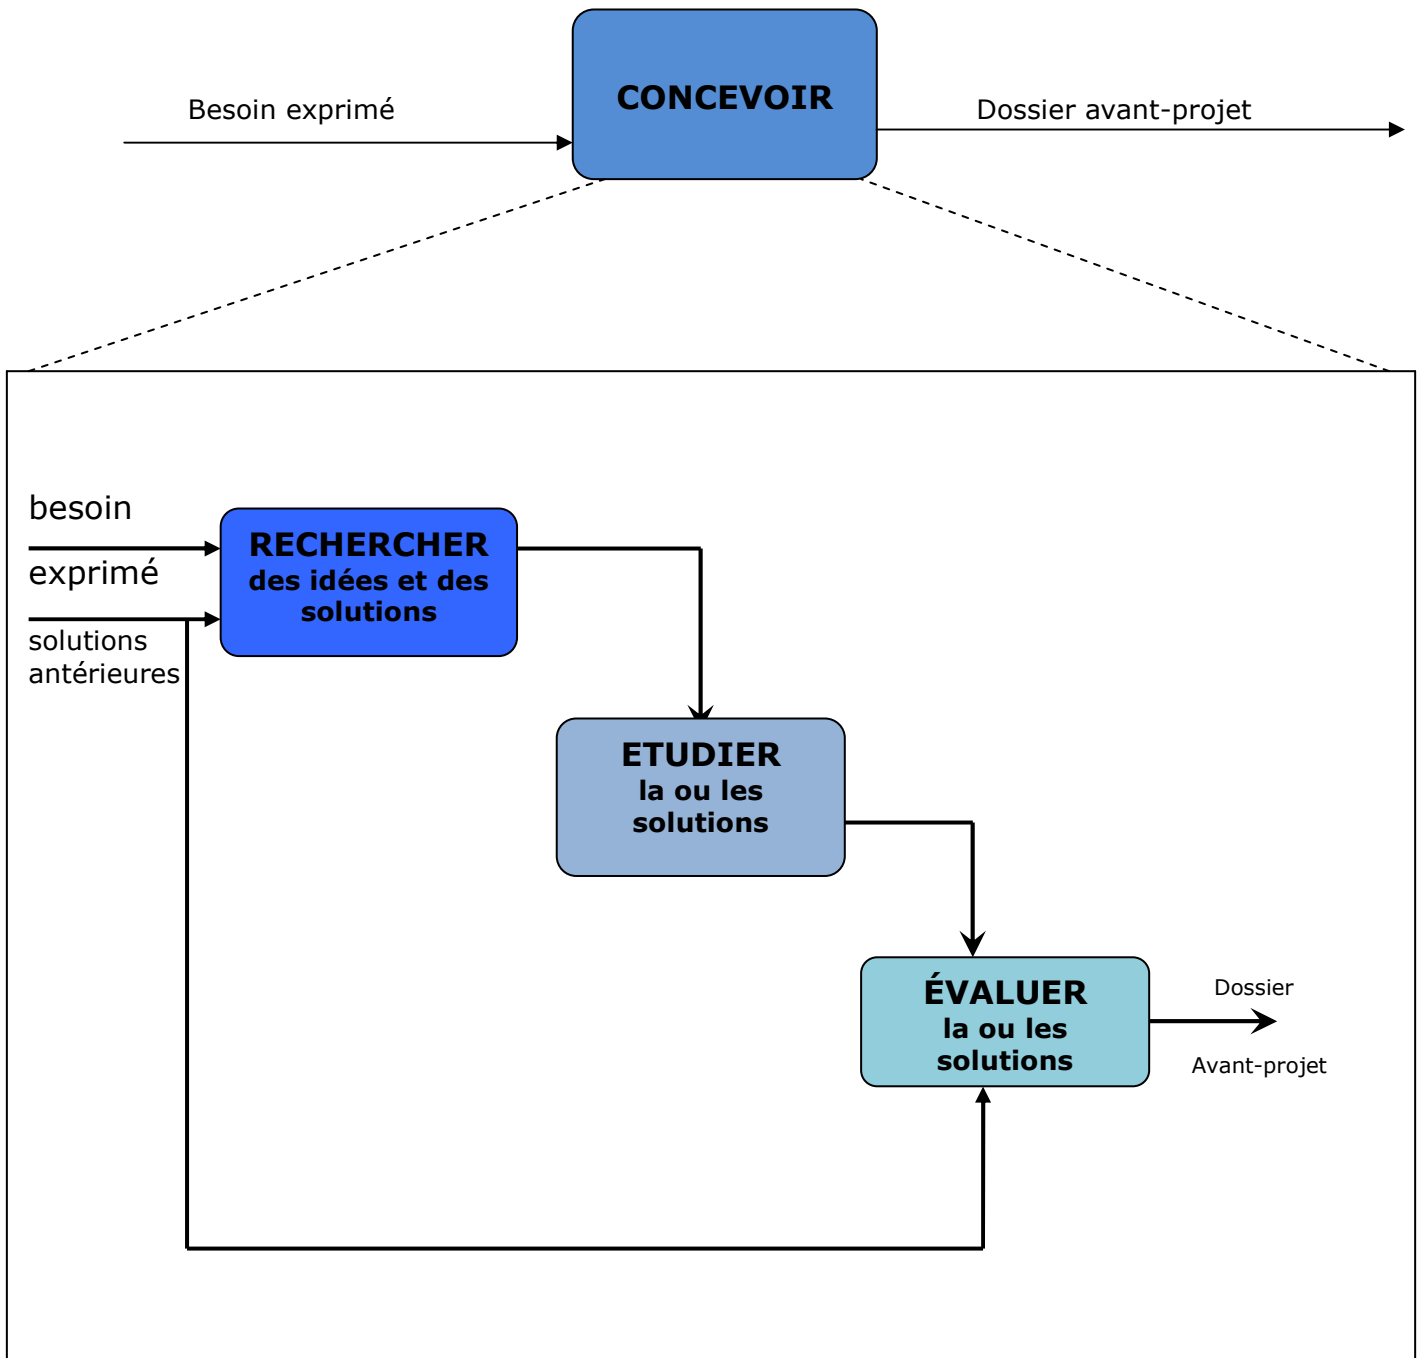 CONCEVOIR
Besoin exprimé
Dossier avant-projet
besoin
exprimé
solutions
antérieures
RECHERCHER
des idées et des
solutions
ETUDIER
la ou les
solutions
ÉVALUER
la ou les
solutions
Dossier
Avant-projet